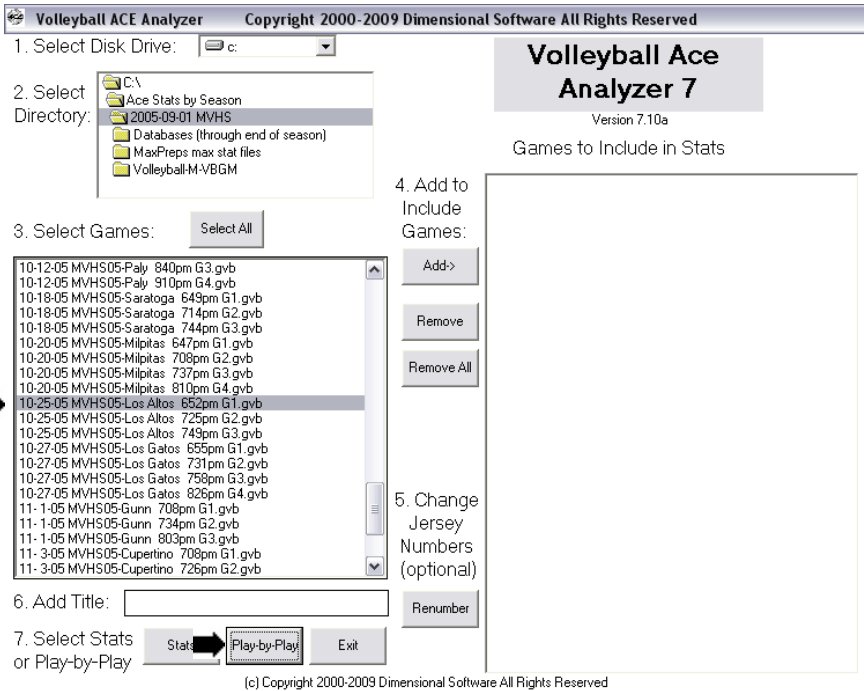 Volleyball ACE Analyzer Copyright 2000-2009 Dimensional Software All Rights Reserved
1. Select Disk Drive:
c:
Volleyball Ace
Analyzer 7
Version 7.10a
Games to Include in Stats
2. Select
Directory:
C:\
Ace Stats by Season
2005-09-01 MVHS
Databases (through end of season)
MaxPreps max stat files
Volleyball-M-VBGM
3. Select Games:
Select All
10-12-05 MVHS05-Paly 840pm G3.gvb
10-12-05 MVHS05-Paly 910pm G4.gvb
10-18-05 MVHS05-Saratoga 649pm G1.gvb
10-18-05 MVHS05-Saratoga 714pm G2.gvb
10-18-05 MVHS05-Saratoga 744pm G3.gvb
10-20-05 MVHS05-Milpitas 647pm G1.gvb
10-20-05 MVHS05-Milpitas 708pm G2.gvb
10-20-05 MVHS05-Milpitas 737pm G3.gvb
10-20-05 MVHS05-Milpitas 810pm G4.gvb
10-25-05 MVHS05-Los Altos 652pm G1.gvb
10-25-05 MVHS05-Los Altos 725pm G2.gvb
10-25-05 MVHS05-Los Altos 749pm G3.gvb
10-27-05 MVHS05-Los Gatos 655pm G1.gvb
10-27-05 MVHS05-Los Gatos 731pm G2.gvb
10-27-05 MVHS05-Los Gatos 758pm G3.gvb
10-27-05 MVHS05-Los Gatos 826pm G4.gvb
11- 1-05 MVHS05-Gunn 708pm G1.gvb
11- 1-05 MVHS05-Gunn 734pm G2.gvb
11- 1-05 MVHS05-Gunn 803pm G3.gvb
11- 3-05 MVHS05-Cupertino 708pm G1.gvb
11- 3-05 MVHS05-Cupertino 726pm G2.gvb
4. Add to
Include
Games:
Add->
Remove
Remove All
5. Change
Jersey
Numbers
(optional)
Renumber
6. Add Title:
7. Select Stats
or Play-by-Play
Stats
Play-by-Play
Exit
(c) Copyright 2000-2009 Dimensional Software All Rights Reserved